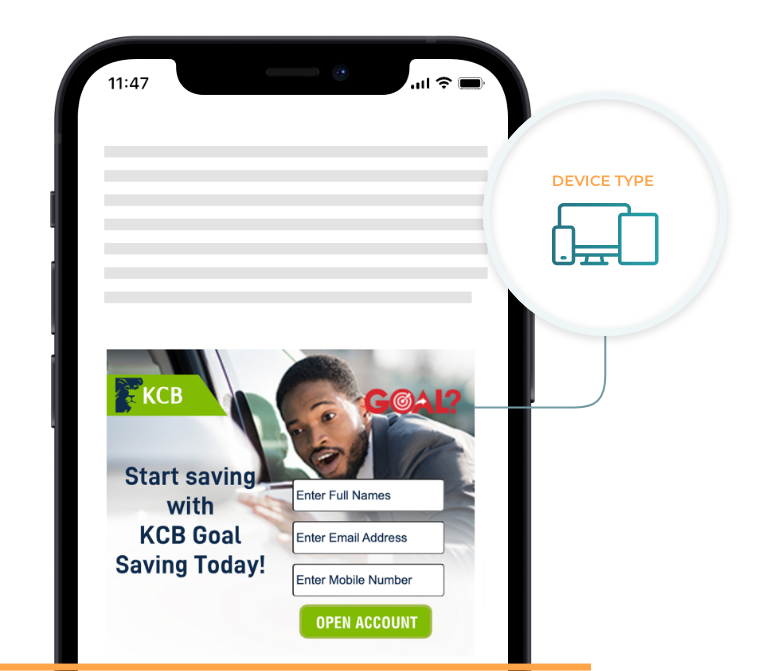 11:47
DEVICE TYPE
KCB
GOAL?
Start saving
with
KCB Goal
Saving Today!
Enter Full Names
Enter Email Address
Enter Mobile Number
OPEN ACCOUNT